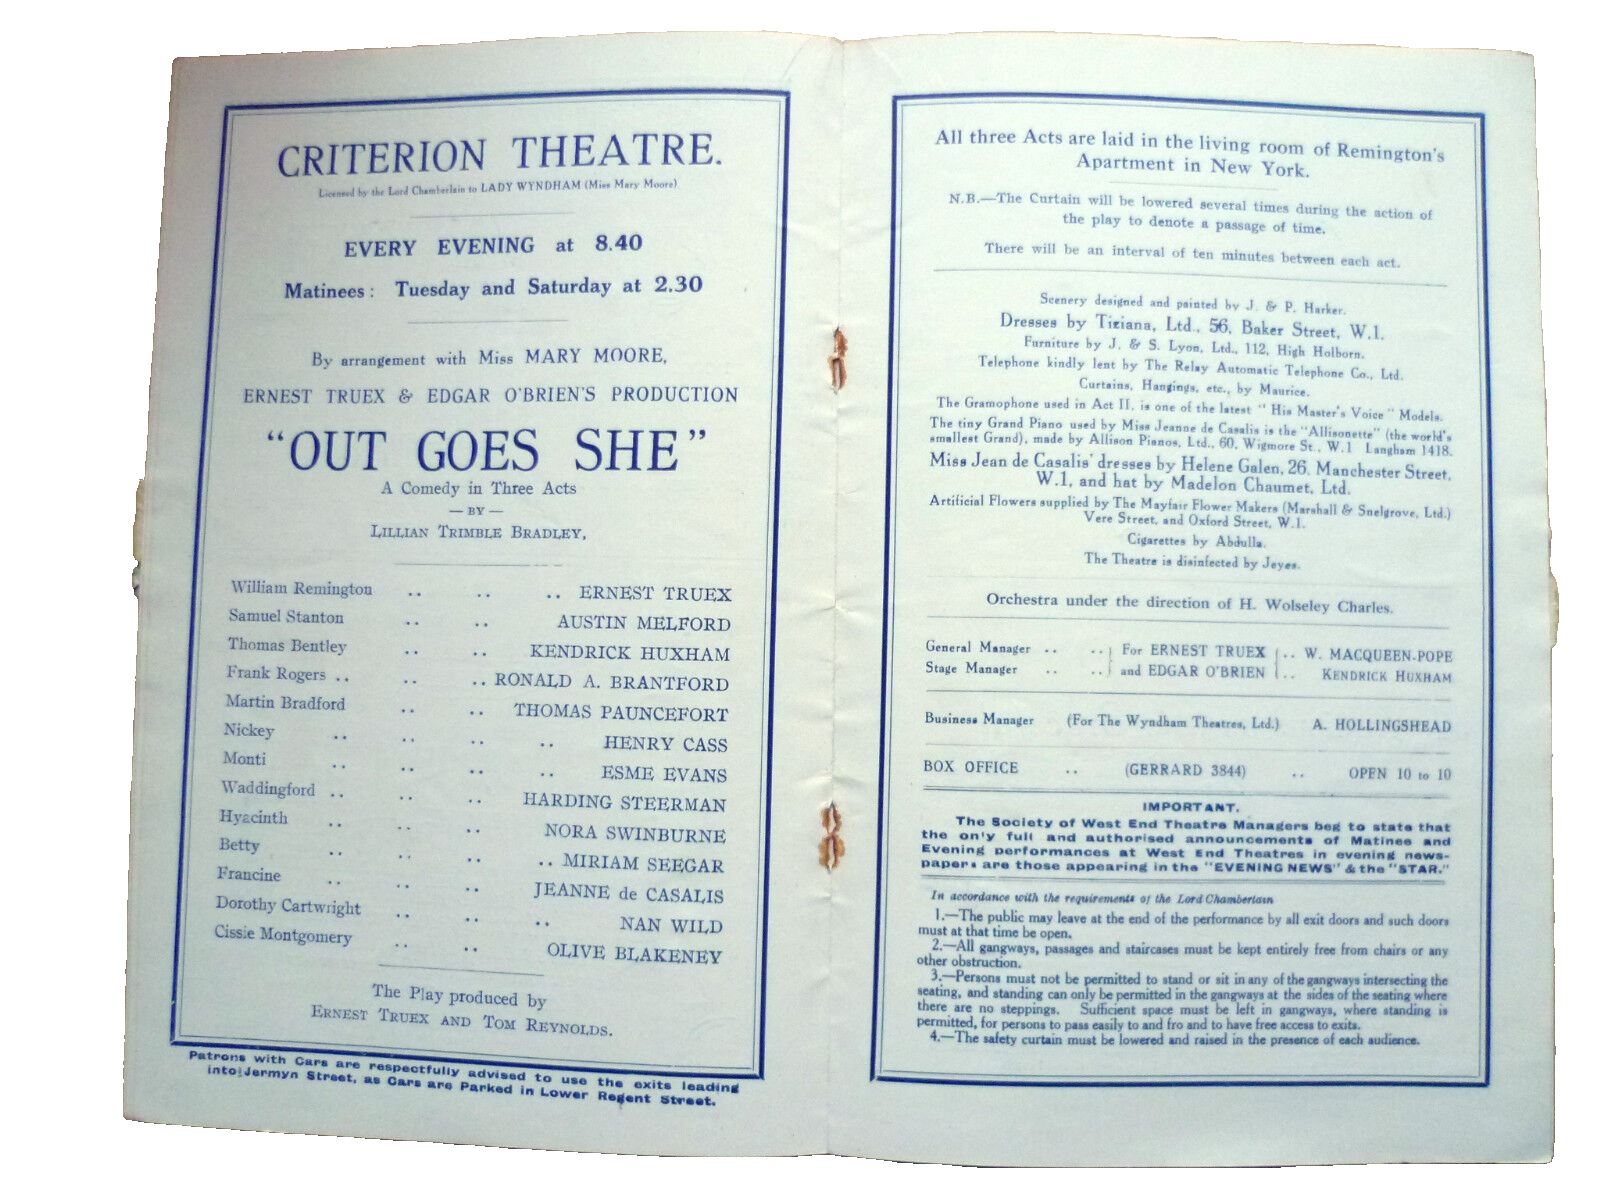 CRITERION THEATRE.
Licensed by the Lord Chamberlain to LADY WYNDHAM (Miss Mary Moore)
EVERY EVENING at 8.40
Matinees: Tuesday and Saturday at 2.30
By arrangement with Miss MARY MOORE,
ERNEST TRUEX & EDGAR O'BRIEN'S PRODUCTION
"OUT GOES SHE"
A Comedy in Three Acts
— BY —
LILLIAN TRIMBLE BRADLEY,
William Remington .. .. .. ERNEST TRUEX
Samuel Stanton .. .. AUSTIN MELFORD
Thomas Bentley .. .. KENDRICK HUXHAM
Frank Rogers .. .. .. RONALD A. BRANTFORD
Martin Bradford .. .. THOMAS PAUNCEFORT
Nickey .. .. .. .. HENRY CASS
Monti .. .. .. .. ESME EVANS
Waddingford .. .. .. HARDING STEERMAN
Hyacinth .. .. .. NORA SWINBURNE
Betty .. .. .. .. MIRIAM SEEGAR
Francine .. .. .. JEANNE de CASALIS
Dorothy Cartwright .. .. .. NAN WILD
Cissie Montgomery .. .. OLIVE BLAKENEY
The Play produced by
ERNEST TRUEX AND TOM REYNOLDS.
Patrons with Cars are respectfully advised to use the exits leading
into Jermyn Street, as Cars are Parked in Lower Regent Street.
All three Acts are laid in the living room of Remington's
Apartment in New York.
N.B.—The Curtain will be lowered several times during the action of
the play to denote a passage of time.
There will be an interval of ten minutes between each act.
Scenery designed and painted by J. & P. Harker.
Dresses by Tiziana, Ltd., 56, Baker Street, W.1.
Furniture by J. & S. Lyon, Ltd., 112, High Holborn.
Telephone kindly lent by The Relay Automatic Telephone Co., Ltd.
Curtains, Hangings, etc., by Maurice.
The Gramophone used in Act II, is one of the latest "His Master's Voice" Models.
The tiny Grand Piano used by Miss Jeanne de Casalis is the "Allisonette" (the world's
smallest Grand), made by Allison Pianos, Ltd., 60, Wigmore St., W.1 Langham 1418.
Miss Jean de Casalis' dresses by Helene Galen, 26, Manchester Street,
W.1, and hat by Madelon Chaumet, Ltd.
Artificial Flowers supplied by The Mayfair Flower Makers (Marshall & Snelgrove, Ltd.)
Vere Street, and Oxford Street, W.1.
Cigarettes by Abdulla.
The Theatre is disinfected by Jeyes.
Orchestra under the direction of H. Wolseley Charles.
General Manager .. .. } For ERNEST TRUEX { .. W. MACQUEEN-POPE
Stage Manager .. .. } and EDGAR O'BRIEN { .. KENDRICK HUXHAM
Business Manager (For The Wyndham Theatres, Ltd.) A. HOLLINGSHEAD
BOX OFFICE .. (GERRARD 3844) .. OPEN 10 to 10
IMPORTANT.
The Society of West End Theatre Managers beg to state that
the only full and authorised announcements of Matinee and
Evening performances at West End Theatres in evening news-
papers are those appearing in the "EVENING NEWS" & the "STAR."
In accordance with the requirements of the Lord Chamberlain
1.—The public may leave at the end of the performance by all exit doors and such doors
must at that time be open.
2.—All gangways, passages and staircases must be kept entirely free from chairs or any
other obstruction.
3.—Persons must not be permitted to stand or sit in any of the gangways intersecting the
seating, and standing can only be permitted in the gangways at the sides of the seating where
there are no steppings. Sufficient space must be left in gangways, where standing is
permitted, for persons to pass easily to and fro and to have free access to exits.
4.—The safety curtain must be lowered and raised in the presence of each audience.